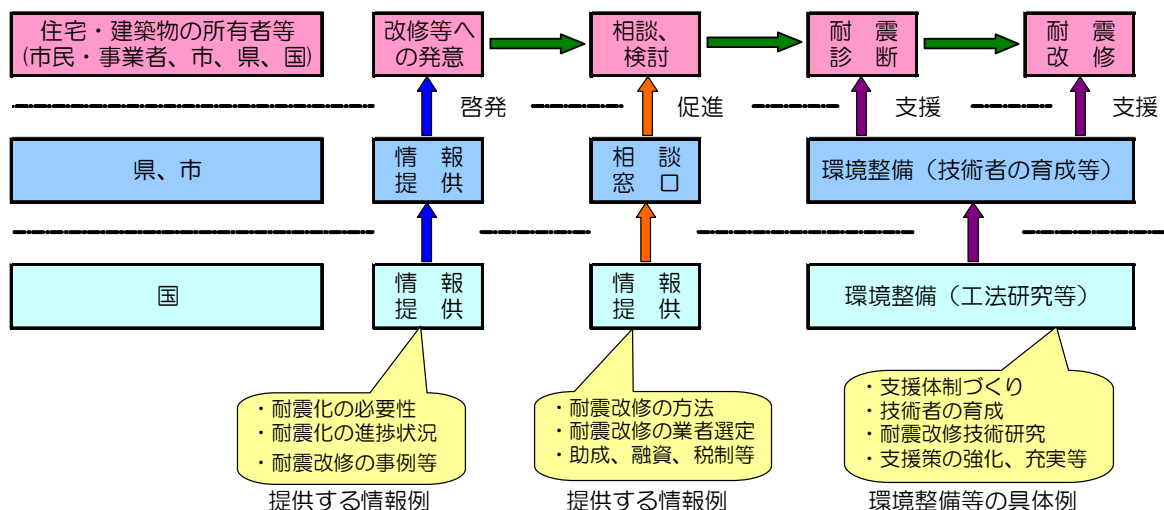 住宅・建築物の所有者等
(市民・事業者、市、県、国)
改修等へ
の発意
相談、
検討
耐 震
診 断
耐 震
改 修
啓発
促進
支援
支援
県、市
情 報
提 供
相 談
窓 口
環境整備（技術者の育成等）
国
情 報
提 供
情 報
提 供
環境整備（工法研究等）
・耐震化の必要性
・耐震化の進捗状況
・耐震改修の事例等
提供する情報例
・耐震改修の方法
・耐震改修の業者選定
・助成、融資、税制等
提供する情報例
・支援体制づくり
・技術者の育成
・耐震改修技術研究
・支援策の強化、充実等
環境整備等の具体例